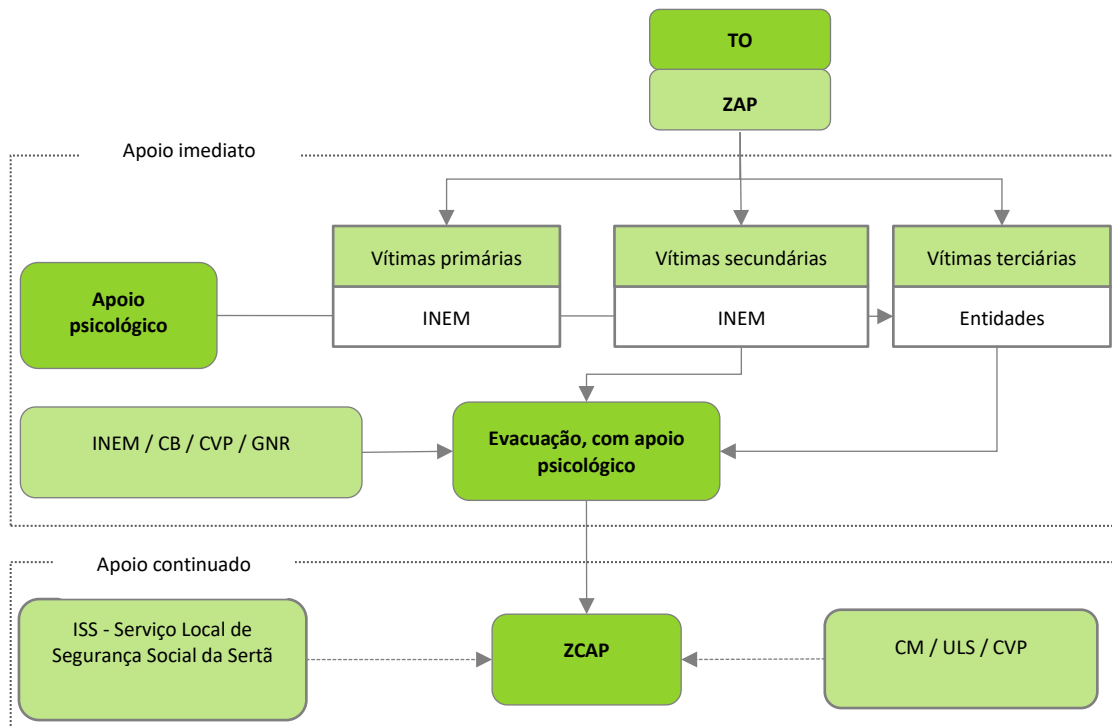 TO
ZAP
Apoio imediato
Vítimas primárias
Vítimas secundárias
Vítimas terciárias
Apoio
psicológico
INEM
INEM
Entidades
INEM / CB / CVP / GNR
Evacuação, com apoio
psicológico
Apoio continuado
ISS - Serviço Local de
Segurança Social da Sertã
ZCAP
CM / ULS / CVP